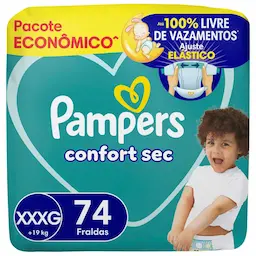 Pacote
ECONÔMICO^
ATÉ 100% LIVRE
DE VAZAMENTOS*
Ajuste
ELÁSTICO
Pampers
confort sec
XXXG
+19 kg
74
Fraldas